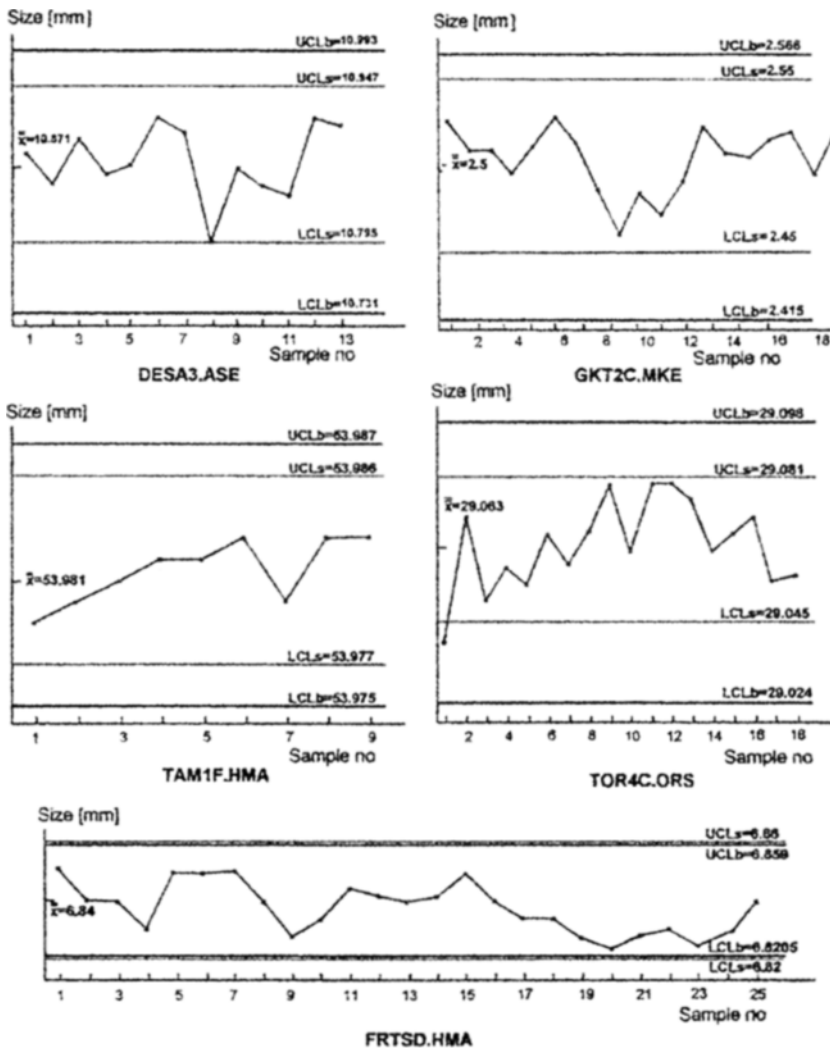 Size [mm]
UCLb=10.993
UCLs=10.947
x̿=10.871
LCLs=10.795
LCLb=10.731
1 3 5 7 9 11 13
Sample no
DESA3.ASE
Size [mm]
UCLb=2.566
UCLs=2.55
x̿=2.5
LCLs=2.45
LCLb=2.415
2 4 6 8 10 12 14 16 18
Sample no
GKT2C.MKE
Size [mm]
UCLb=53.987
UCLs=53.986
x̿=53.981
LCLs=53.977
LCLb=53.975
1 3 5 7 9
Sample no
TAM1F.HMA
Size [mm]
UCLb=29.098
UCLs=29.081
x̿=29.063
LCLs=29.045
LCLb=29.024
2 4 6 8 10 12 14 16 18
Sample no
TOR4C.ORS
Size [mm]
UCLs=6.86
UCLb=6.859
x̿=6.84
LCLb=6.8205
LCLs=6.82
1 3 5 7 9 11 13 15 17 19 21 23 25
Sample no
FRTSD.HMA